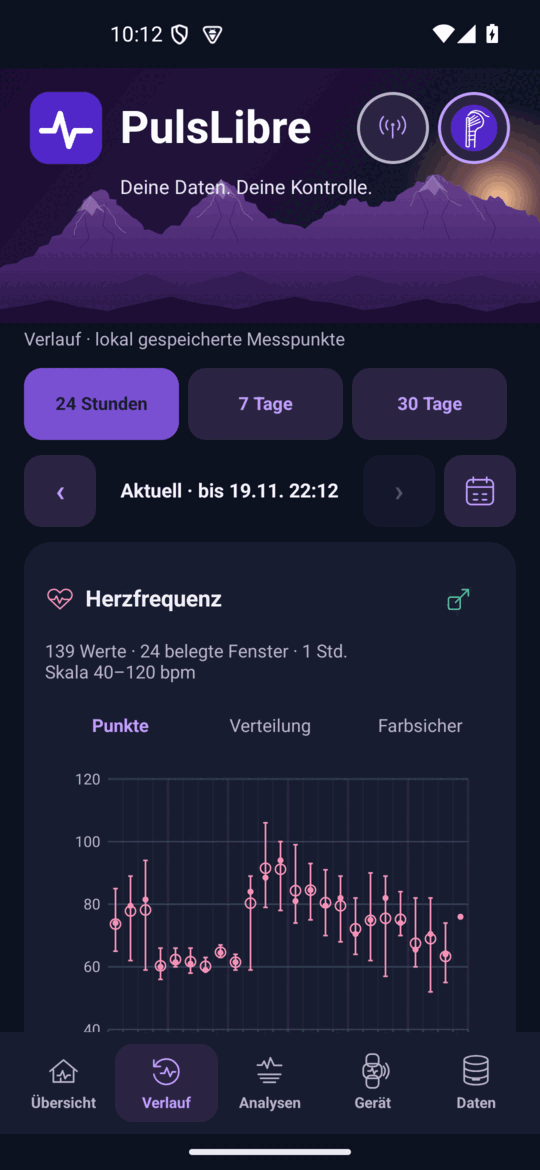 10:12
PulsLibre
Deine Daten. Deine Kontrolle.
Verlauf · lokal gespeicherte Messpunkte
24 Stunden 7 Tage 30 Tage
‹ Aktuell · bis 19.11. 22:12 ›
Herzfrequenz
139 Werte · 24 belegte Fenster · 1 Std.
Skala 40–120 bpm
Punkte Verteilung Farbsicher
120
100
80
60
40
Übersicht Verlauf Analysen Gerät Daten